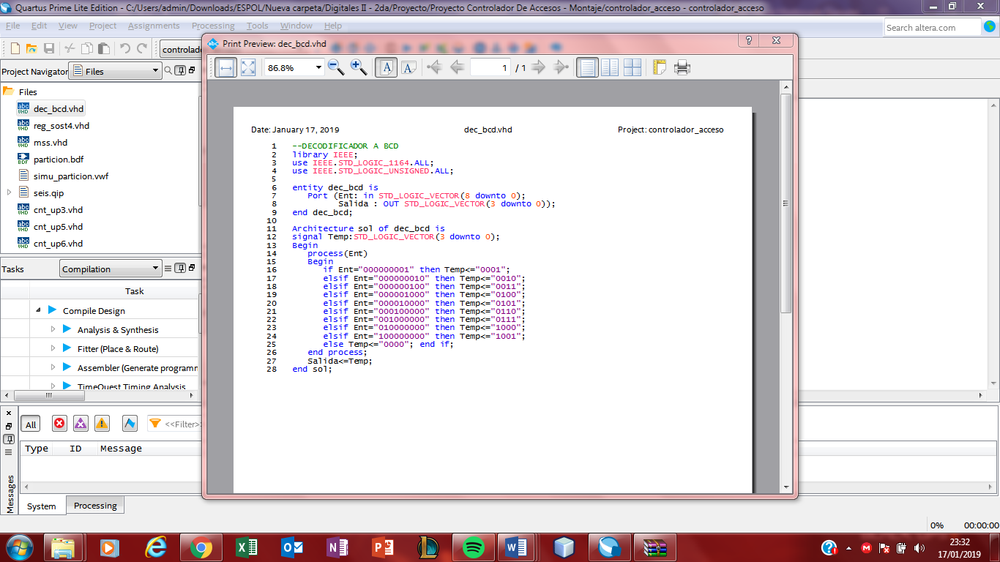 Quartus Prime Lite Edition - C:/Users/admin/Downloads/ESPOL/Nueva carpeta/Digitales II - 2da/Proyecto/Proyecto Controlador De Accesos - Montaje/controlador_acceso - controlador_acceso
File Edit View Project Assignments Processing Tools Window Help
Search altera.com
controlad
Project Navigator Files
Files
dec_bcd.vhd
reg_sost4.vhd
mss.vhd
particion.bdf
simu_particion.vwf
seis.qip
cnt_up3.vhd
cnt_up5.vhd
cnt_up6.vhd
Tasks Compilation
Task
Compile Design
Analysis & Synthesis
Fitter (Place & Route)
Assembler (Generate programm
TimeQuest Timing Analysis
Print Preview: dec_bcd.vhd
86.8% 1 / 1
Date: January 17, 2019 dec_bcd.vhd Project: controlador_acceso
1 --DECODIFICADOR A BCD
2 library IEEE;
3 use IEEE.STD_LOGIC_1164.ALL;
4 use IEEE.STD_LOGIC_UNSIGNED.ALL;
5
6 entity dec_bcd is
7 Port (Ent: in STD_LOGIC_VECTOR(8 downto 0);
8 Salida : OUT STD_LOGIC_VECTOR(3 downto 0));
9 end dec_bcd;
10
11 Architecture sol of dec_bcd is
12 signal Temp:STD_LOGIC_VECTOR(3 downto 0);
13 Begin
14 process(Ent)
15 Begin
16 if Ent="000000001" then Temp<="0001";
17 elsif Ent="000000010" then Temp<="0010";
18 elsif Ent="000000100" then Temp<="0011";
19 elsif Ent="000001000" then Temp<="0100";
20 elsif Ent="000010000" then Temp<="0101";
21 elsif Ent="000100000" then Temp<="0110";
22 elsif Ent="001000000" then Temp<="0111";
23 elsif Ent="010000000" then Temp<="1000";
24 elsif Ent="100000000" then Temp<="1001";
25 else Temp<="0000"; end if;
26 end process;
27 Salida<=Temp;
28 end sol;
All <<Filter>>
Type ID Message
Messages
System Processing
0% 00:00:00
23:32
17/01/2019